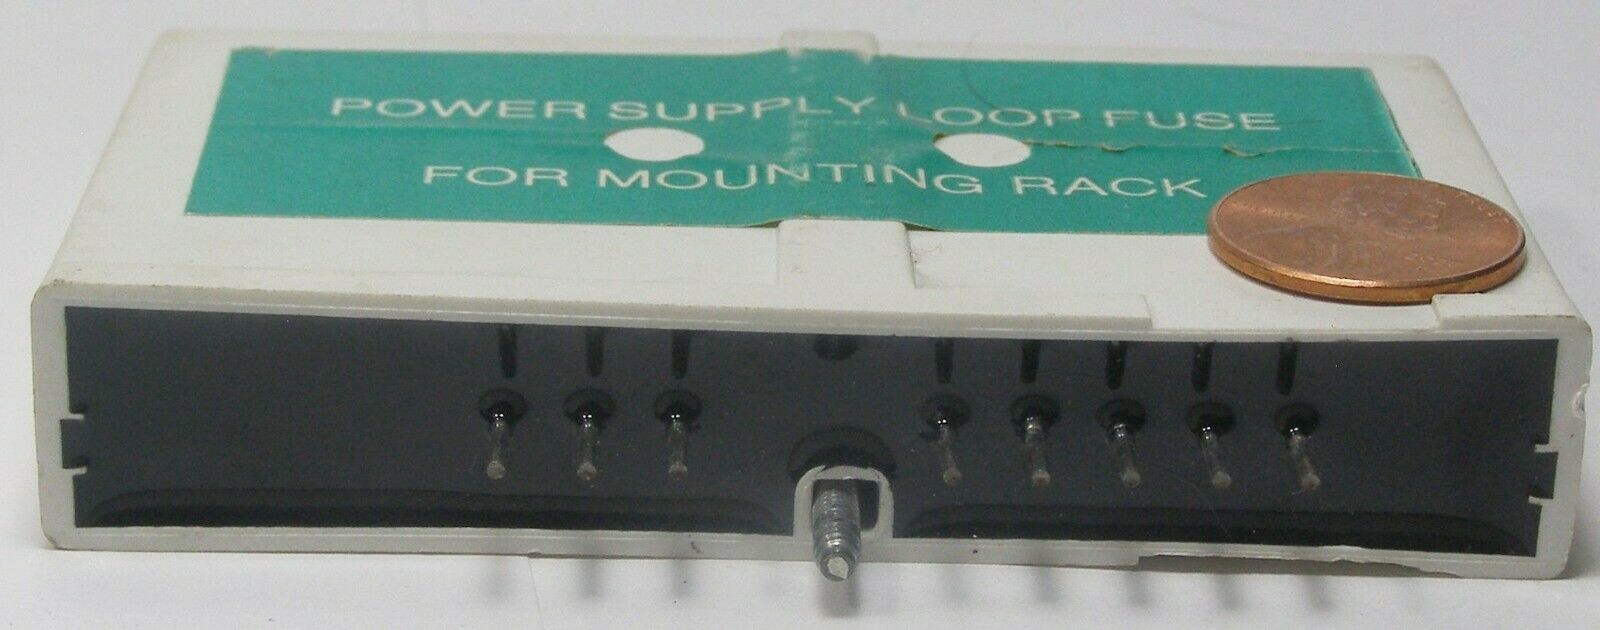 POWER SUPPLY LOOP FUSE
FOR MOUNTING RACK